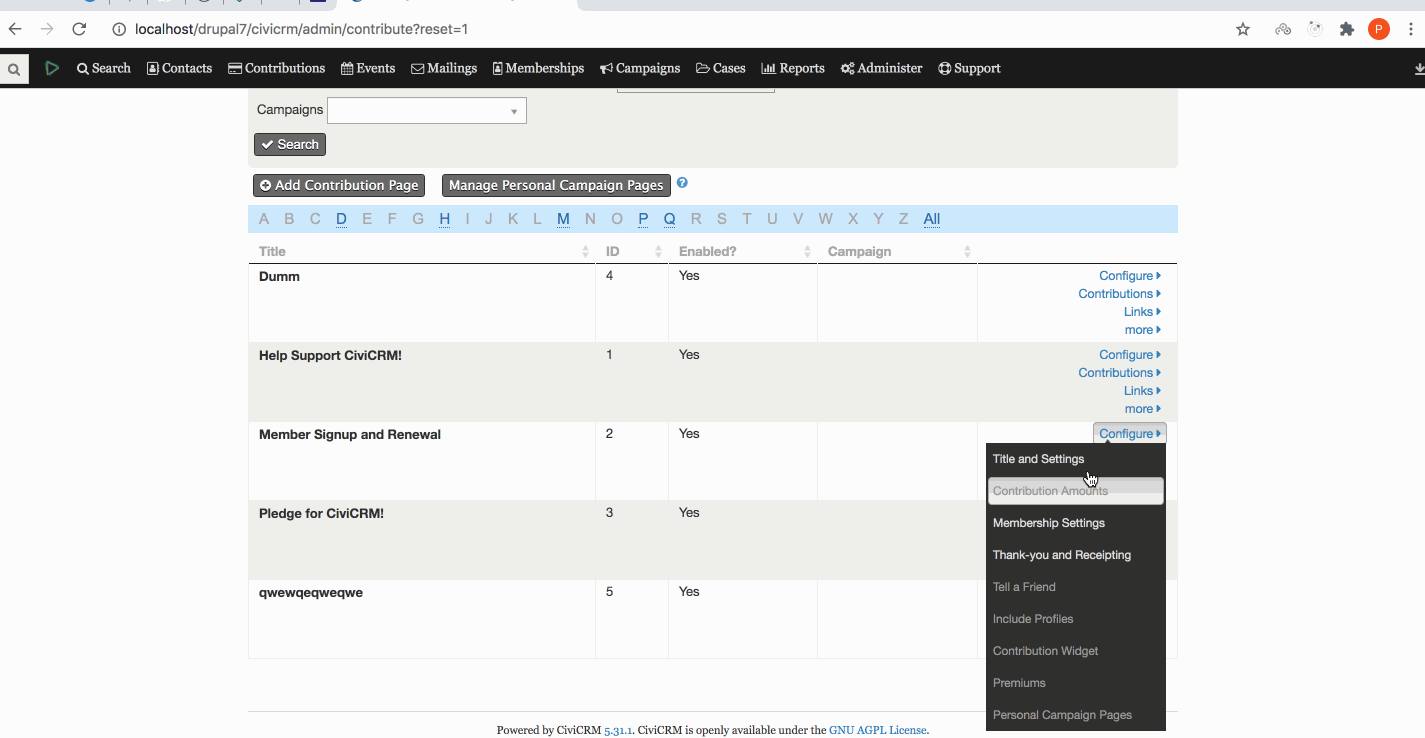 localhost/drupal7/civicrm/admin/contribute?reset=1
P
Search Contacts Contributions Events Mailings Memberships Campaigns Cases Reports Administer Support
Campaigns
Search
Add Contribution Page Manage Personal Campaign Pages ?
A B C D E F G H I J K L M N O P Q R S T U V W X Y Z All
Title ID Enabled? Campaign
Dumm 4 Yes Configure
Contributions
Links
more
Help Support CiviCRM! 1 Yes Configure
Contributions
Links
more
Member Signup and Renewal 2 Yes Configure
Title and Settings
Contribution Amounts
Membership Settings
Thank-you and Receipting
Tell a Friend
Include Profiles
Contribution Widget
Premiums
Personal Campaign Pages
Pledge for CiviCRM! 3 Yes
qwewqeqweqwe 5 Yes
Powered by CiviCRM 5.31.1. CiviCRM is openly available under the GNU AGPL License.